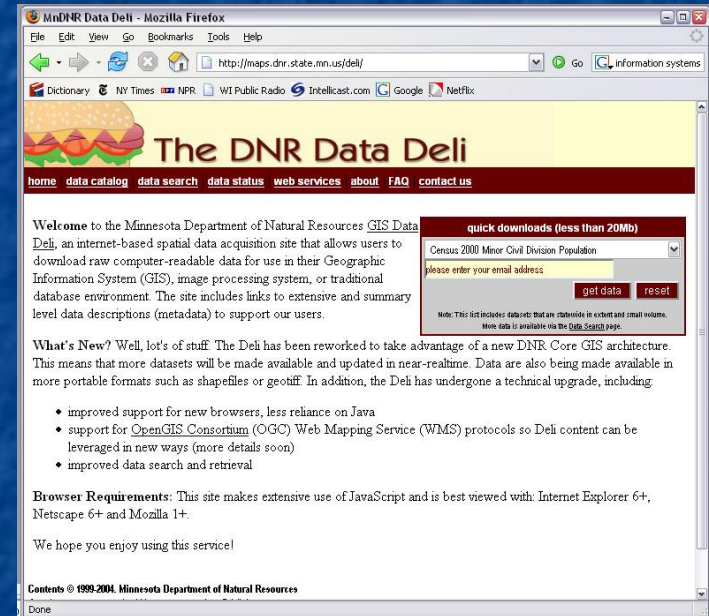 MnDNR Data Deli - Mozilla Firefox
File Edit View Go Bookmarks Tools Help
http://maps.dnr.state.mn.us/deli/ Go information systems
Dictionary NY Times NPR WI Public Radio Intellicast.com Google Netflix
The DNR Data Deli
home data catalog data search data status web services about FAQ contact us
Welcome to the Minnesota Department of Natural Resources GIS Data
Deli, an internet-based spatial data acquisition site that allows users to
download raw computer-readable data for use in their Geographic
Information System (GIS), image processing system, or traditional
database environment. The site includes links to extensive and summary
level data descriptions (metadata) to support our users.
quick downloads (less than 20Mb)
Census 2000 Minor Civil Division Population
please enter your email address
get data reset
Note: This list includes datasets that are statewide in extent and small volume.
More data is available via the Data Search page.
What's New? Well, lot's of stuff. The Deli has been reworked to take advantage of a new DNR Core GIS architecture.
This means that more datasets will be made available and updated in near-realtime. Data are also being made available in
more portable formats such as shapefiles or geotiff. In addition, the Deli has undergone a technical upgrade, including:
• improved support for new browsers, less reliance on Java
• support for OpenGIS Consortium (OGC) Web Mapping Service (WMS) protocols so Deli content can be
leveraged in new ways (more details soon)
• improved data search and retrieval
Browser Requirements: This site makes extensive use of JavaScript and is best viewed with: Internet Explorer 6+,
Netscape 6+ and Mozilla 1+.
We hope you enjoy using this service!
Contents © 1999-2004. Minnesota Department of Natural Resources
Done